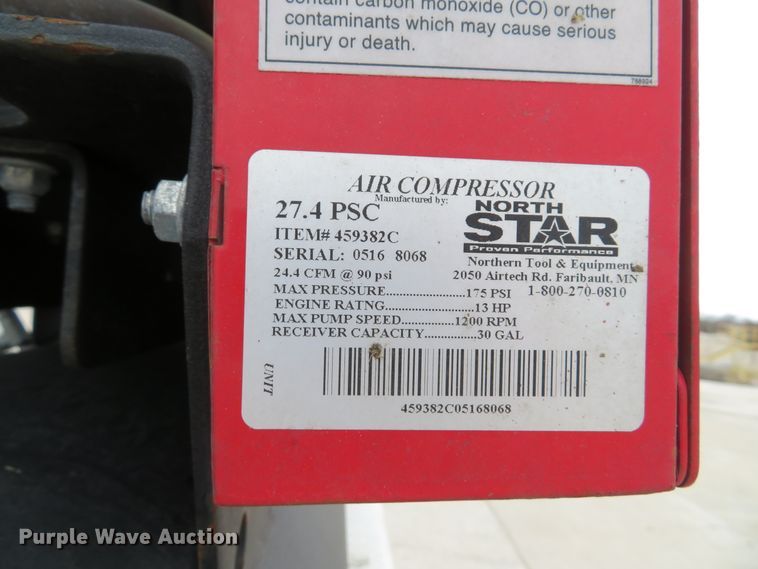 contain carbon monoxide (CO) or other
contaminants which may cause serious
injury or death.
788924
AIR COMPRESSOR
Manufactured by:
27.4 PSC
NORTH
STAR
Proven Performance
ITEM# 459382C
SERIAL: 0516 8068
Northern Tool & Equipment
24.4 CFM @ 90 psi
2050 Airtech Rd. Faribault, MN
MAX PRESSURE.........................175 PSI
1-800-270-0810
ENGINE RATNG.........................13 HP
MAX PUMP SPEED..................1200 RPM
RECEIVER CAPACITY.................30 GAL
UNIT
459382C05168068
Purple Wave Auction